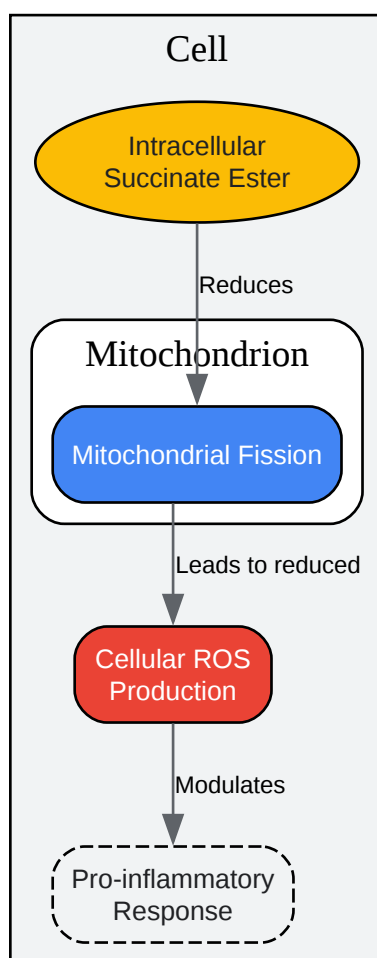 Cell
Intracellular
Succinate Ester
Reduces
Mitochondrion
Mitochondrial Fission
Leads to reduced
Cellular ROS
Production
Modulates
Pro-inflammatory
Response